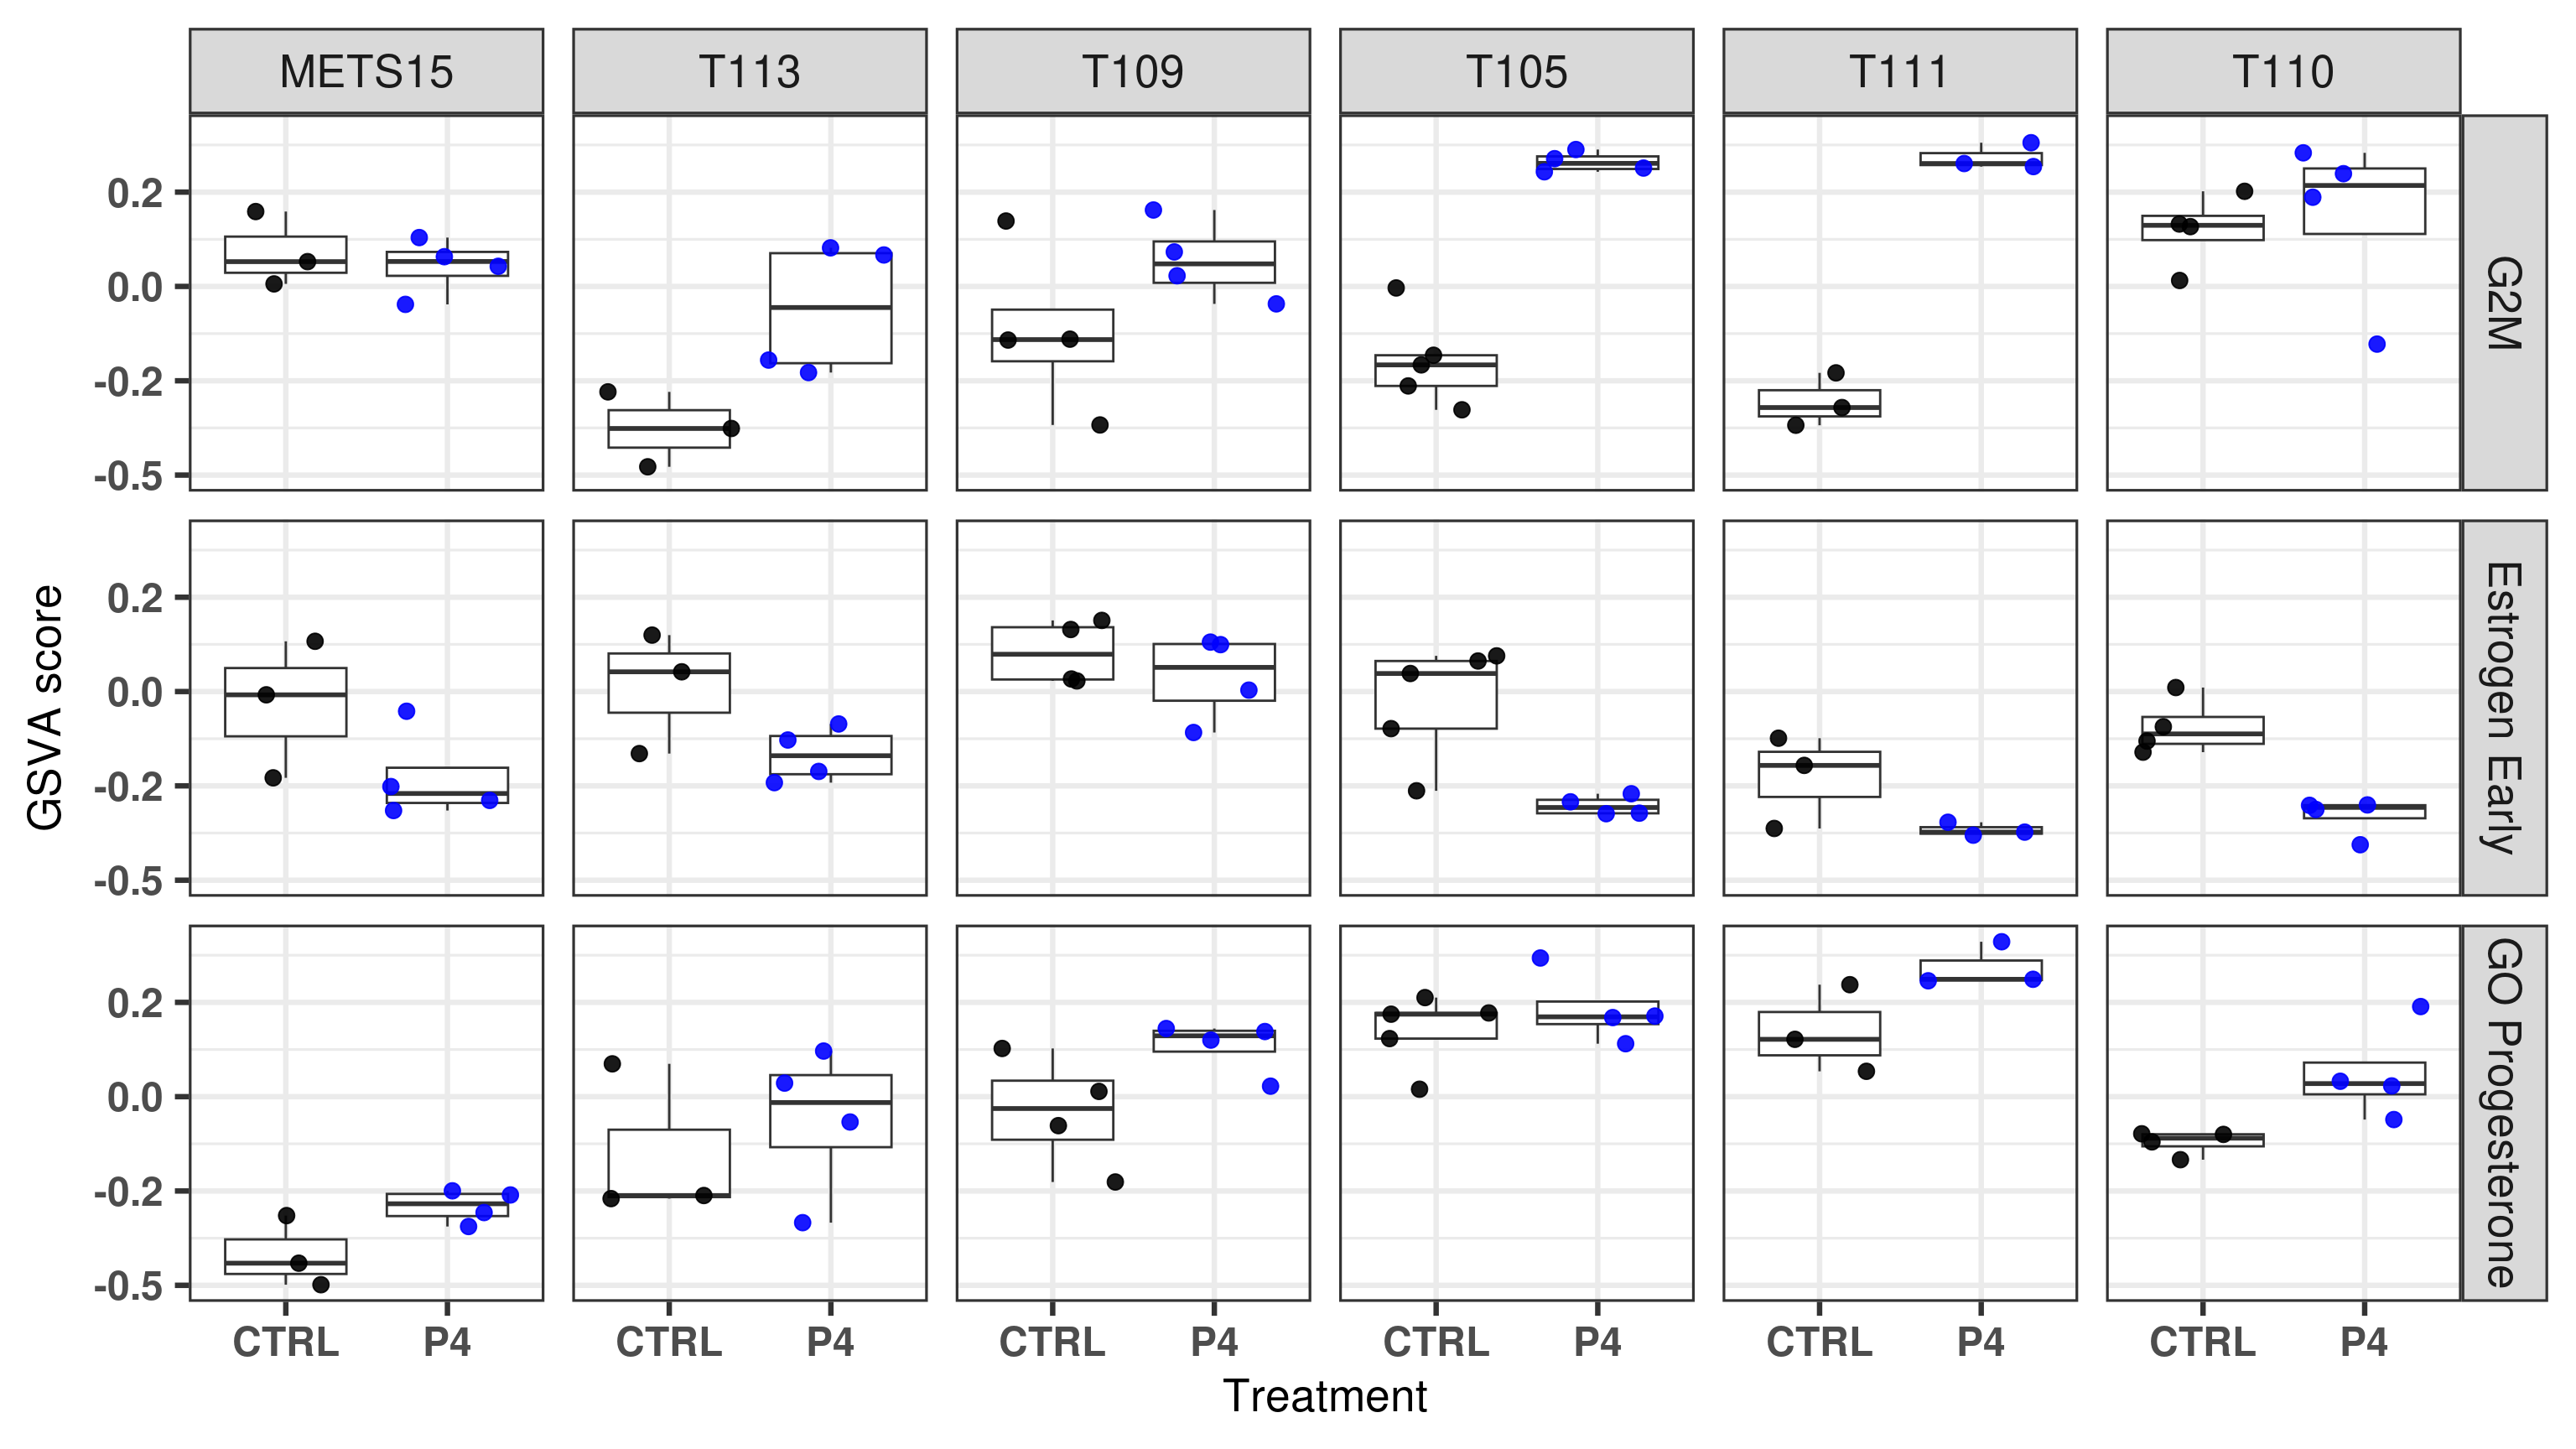 METS15 T113 T109 T105 T111 T110
0.2
0.0
-0.2
-0.5
G2M
0.2
0.0
-0.2
-0.5
Estrogen Early
0.2
0.0
-0.2
-0.5
GO Progesterone
GSVA score
CTRL P4 CTRL P4 CTRL P4 CTRL P4 CTRL P4 CTRL P4
Treatment